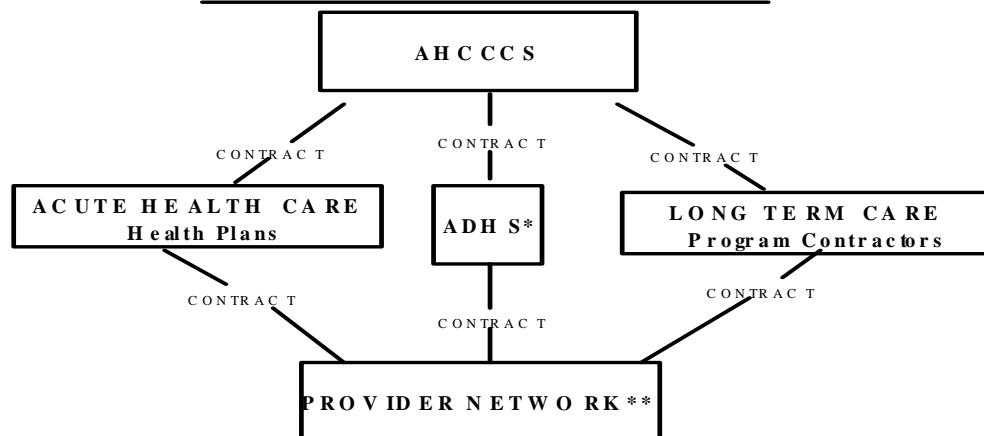 AHCCCS
CONTRACT
CONTRACT
CONTRACT
ACUTE HEALTH CARE
Health Plans
ADHS*
LONG TERM CARE
Program Contractors
CONTRACT
CONTRACT
CONTRACT
PROVIDER NETWORK**